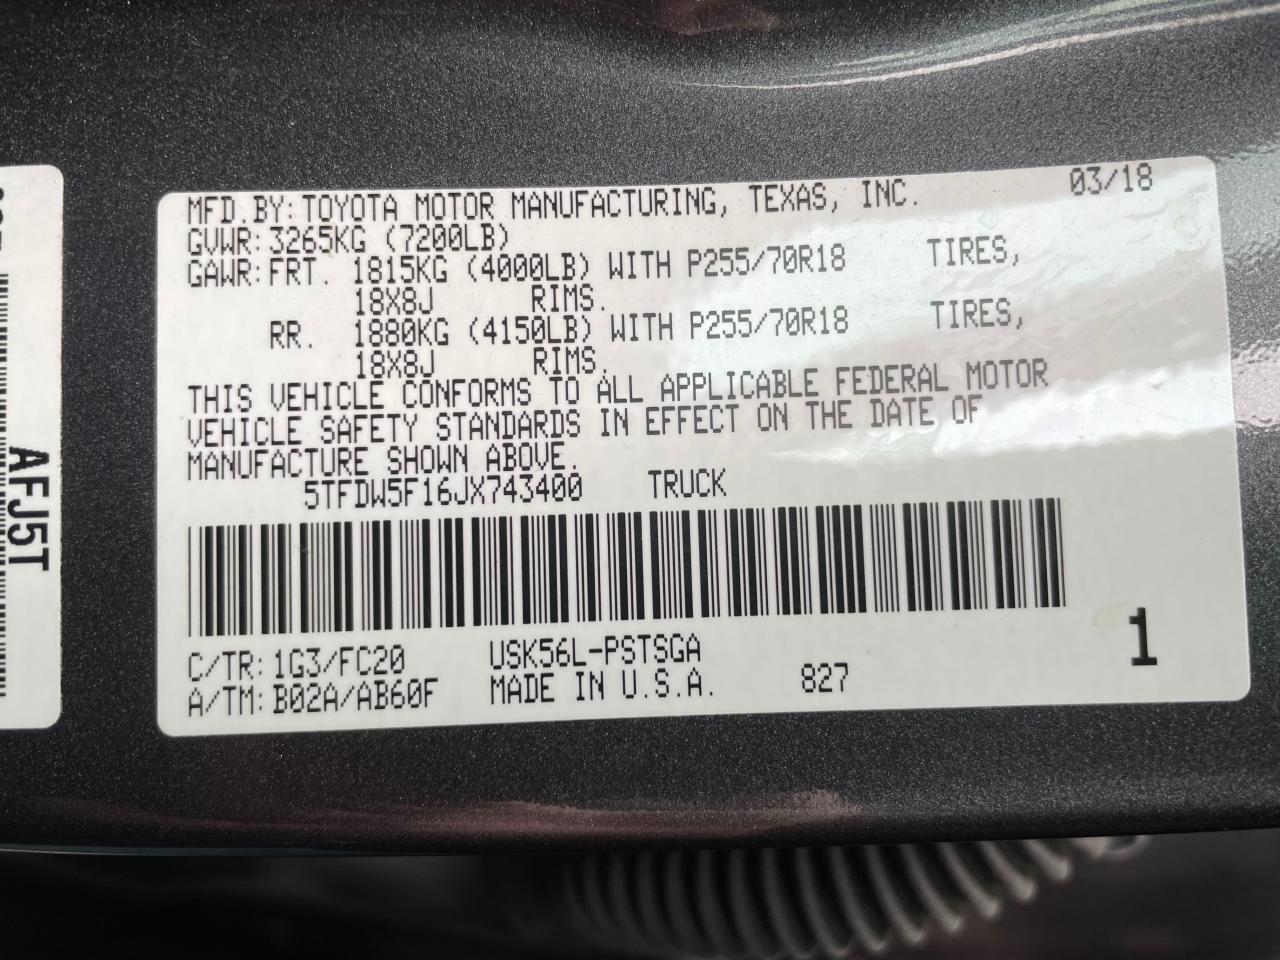 MFD.BY:TOYOTA MOTOR MANUFACTURING, TEXAS, INC. 03/18
GVWR:3265KG (7200LB)
GAWR:FRT. 1815KG (4000LB) WITH P255/70R18 TIRES,
18X8J RIMS.
RR. 1880KG (4150LB) WITH P255/70R18 TIRES,
18X8J RIMS.
THIS VEHICLE CONFORMS TO ALL APPLICABLE FEDERAL MOTOR
VEHICLE SAFETY STANDARDS IN EFFECT ON THE DATE OF
MANUFACTURE SHOWN ABOVE.
5TFDW5F16JX743400 TRUCK
C/TR:1G3/FC20 USK56L-PSTSGA
A/TM:B02A/AB60F MADE IN U.S.A. 827
1
AFJ5T